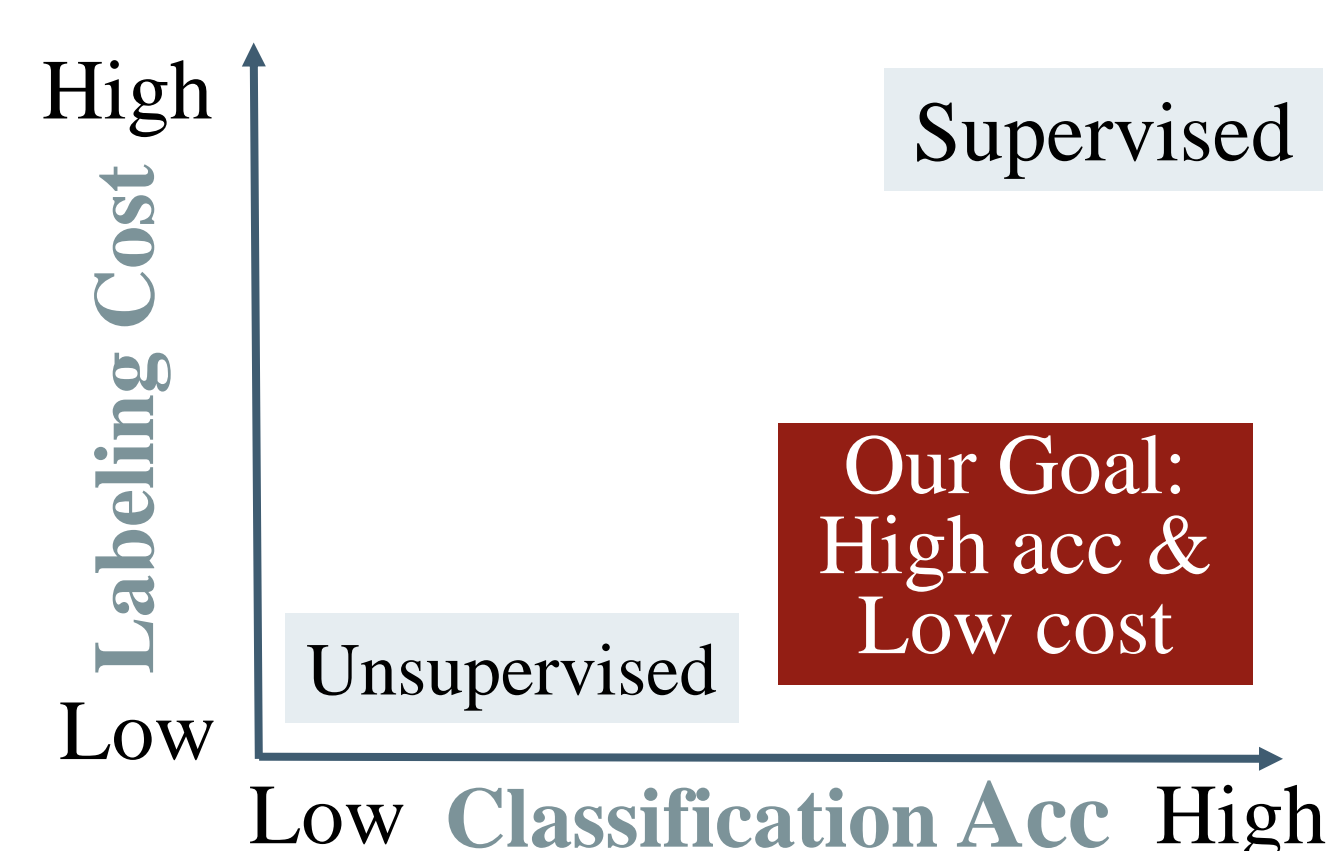 High
Supervised
Labeling Cost
Our Goal:
High acc &
Low cost
Unsupervised
Low
Low Classification Acc High